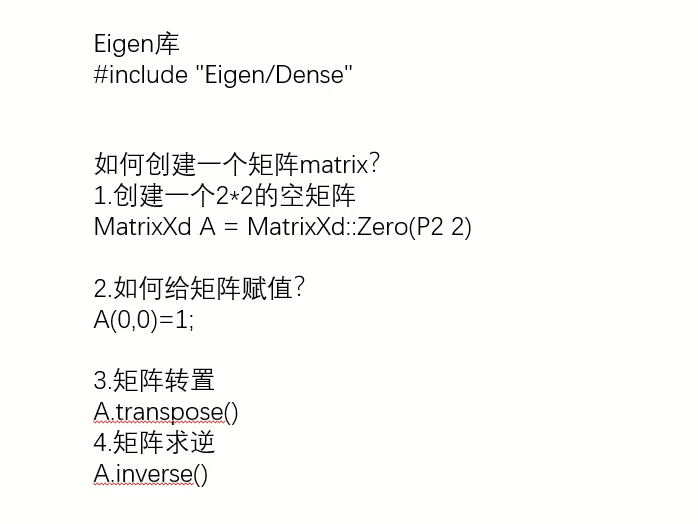 Eigen库
#include "Eigen/Dense"
如何创建一个矩阵matrix？
1.创建一个2*2的空矩阵
MatrixXd A = MatrixXd::Zero(P2 2)
2.如何给矩阵赋值？
A(0,0)=1;
3.矩阵转置
A.transpose()
4.矩阵求逆
A.inverse()